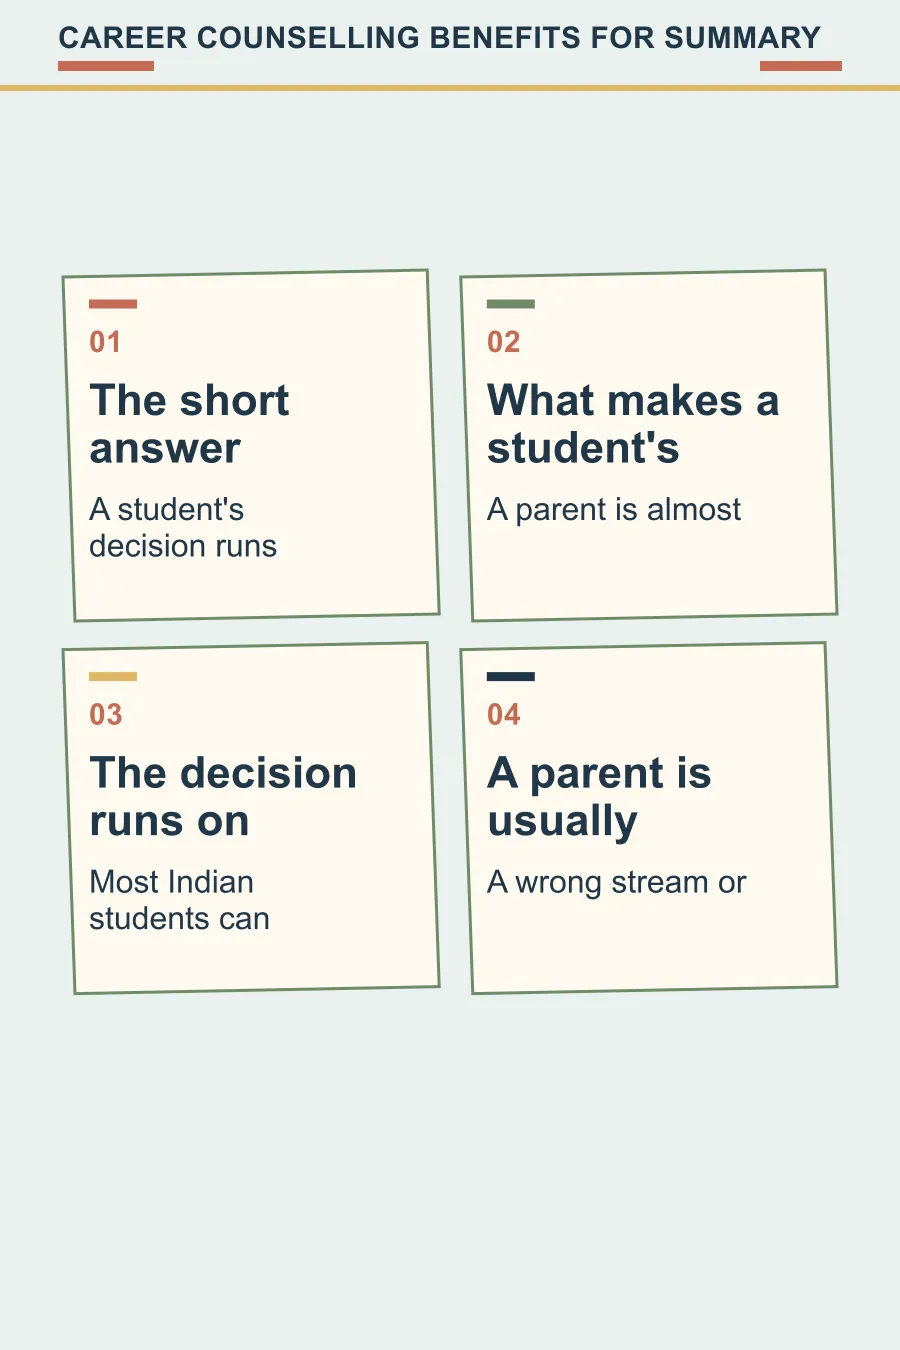 CAREER COUNSELLING BENEFITS FOR SUMMARY
01
The short
answer
A student's
decision runs
02
What makes a
student's
A parent is almost
03
The decision
runs on
Most Indian
students can
04
A parent is
usually
A wrong stream or